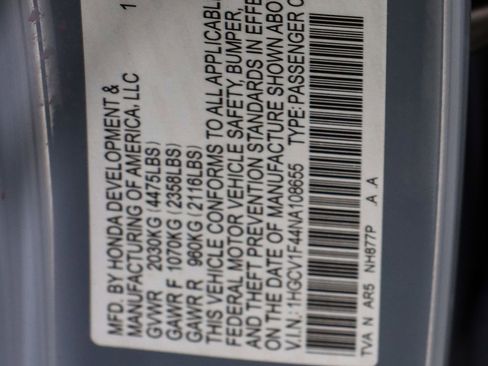 MFD. BY HONDA DEVELOPMENT & 1
MANUFACTURING OF AMERICA, LLC
GVWR 2030KG (4475LBS)
GAWR F 1070KG (2358LBS)
GAWR R 960KG (2116LBS)
THIS VEHICLE CONFORMS TO ALL APPLICABL
FEDERAL MOTOR VEHICLE SAFETY, BUMPER,
AND THEFT PREVENTION STANDARDS IN EFFE
ON THE DATE OF MANUFACTURE SHOWN ABO
V.I.N.: 1HGCV1F44NA108655 TYPE: PASSENGER C
TVA N AR5 NH877P A A